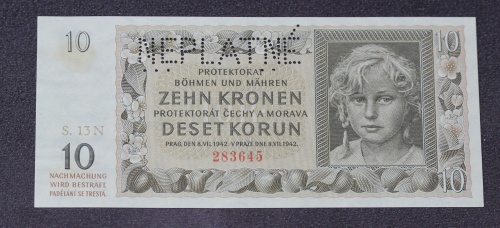 10
NEPLATNÉ
10
PROTEKTORAT
BÖHMEN UND MÄHREN
ZEHN KRONEN
PROTEKTORÁT ČECHY A MORAVA
DESET KORUN
PRAG, DEN 8. VII. 1942. V PRAZE DNE 8. VII. 1942.
S. 13 N
283645
10
NACHMACHUNG
WIRD BESTRAFT.
PADĚLÁNÍ SE TRESTÁ.
10